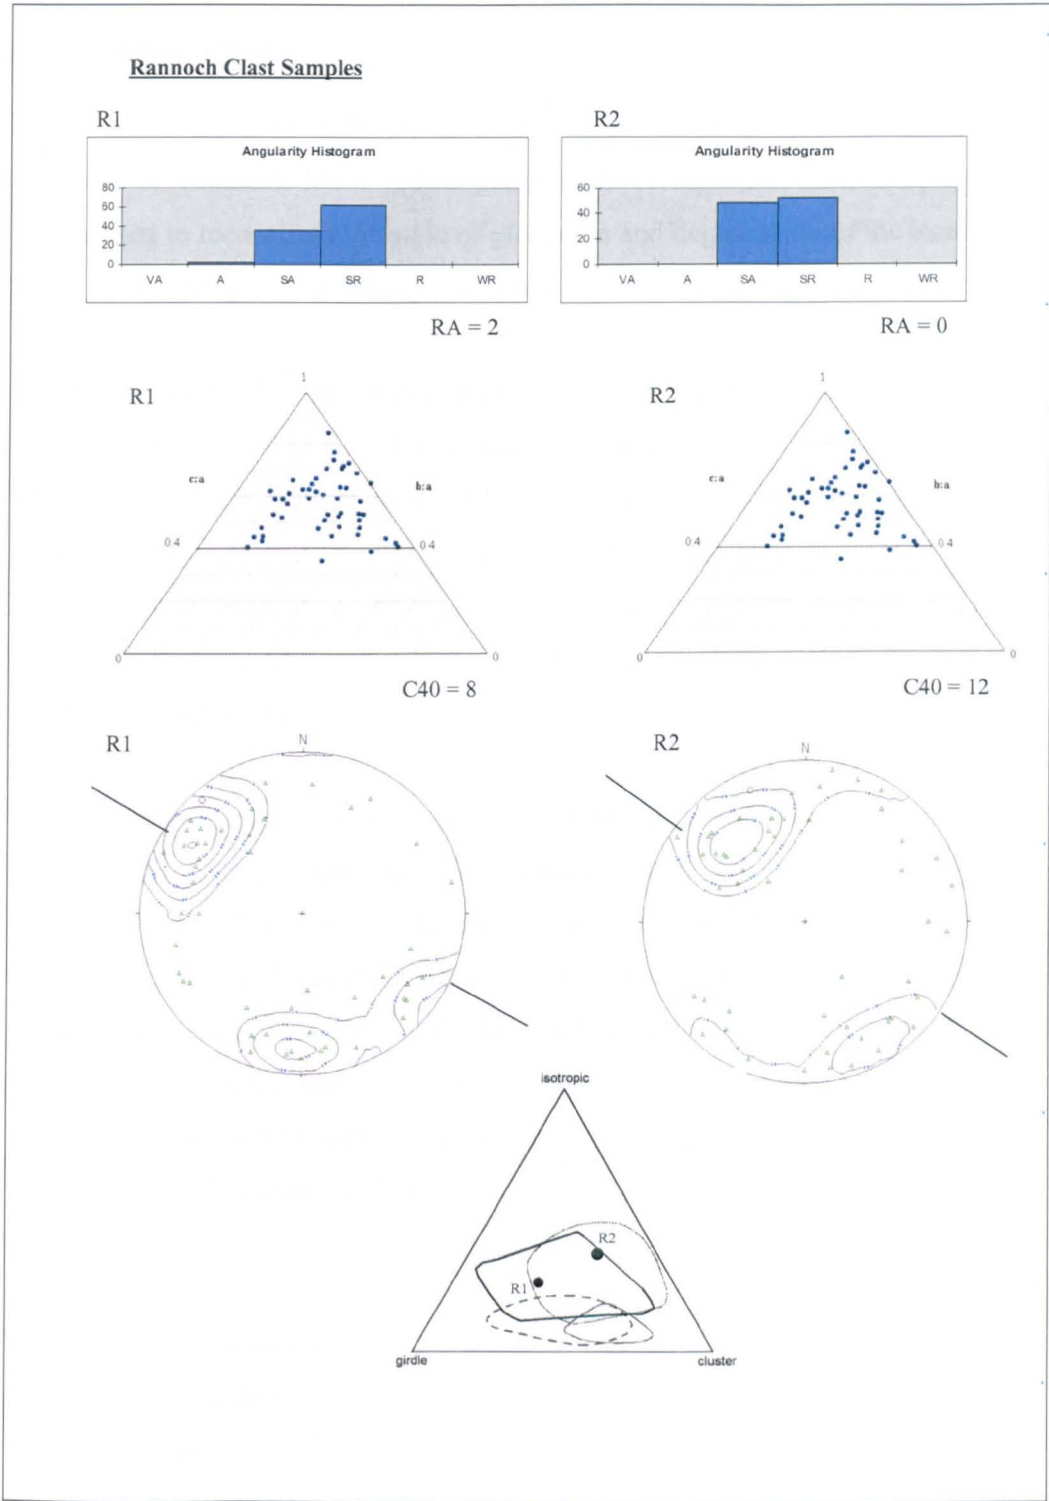 Rannoch Clast Samples
R1
R2
Angularity Histogram
80
60
40
20
0
VA A SA SR R WR
Angularity Histogram
60
40
20
0
VA A SA SR R WR
RA = 2
RA = 0
R1
1
c:a
b:a
0.4
0.4
0
0
R2
1
c:a
b:a
0.4
0.4
0
0
C40 = 8
C40 = 12
R1
N
R2
N
isotropic
R2
R1
girdle
cluster